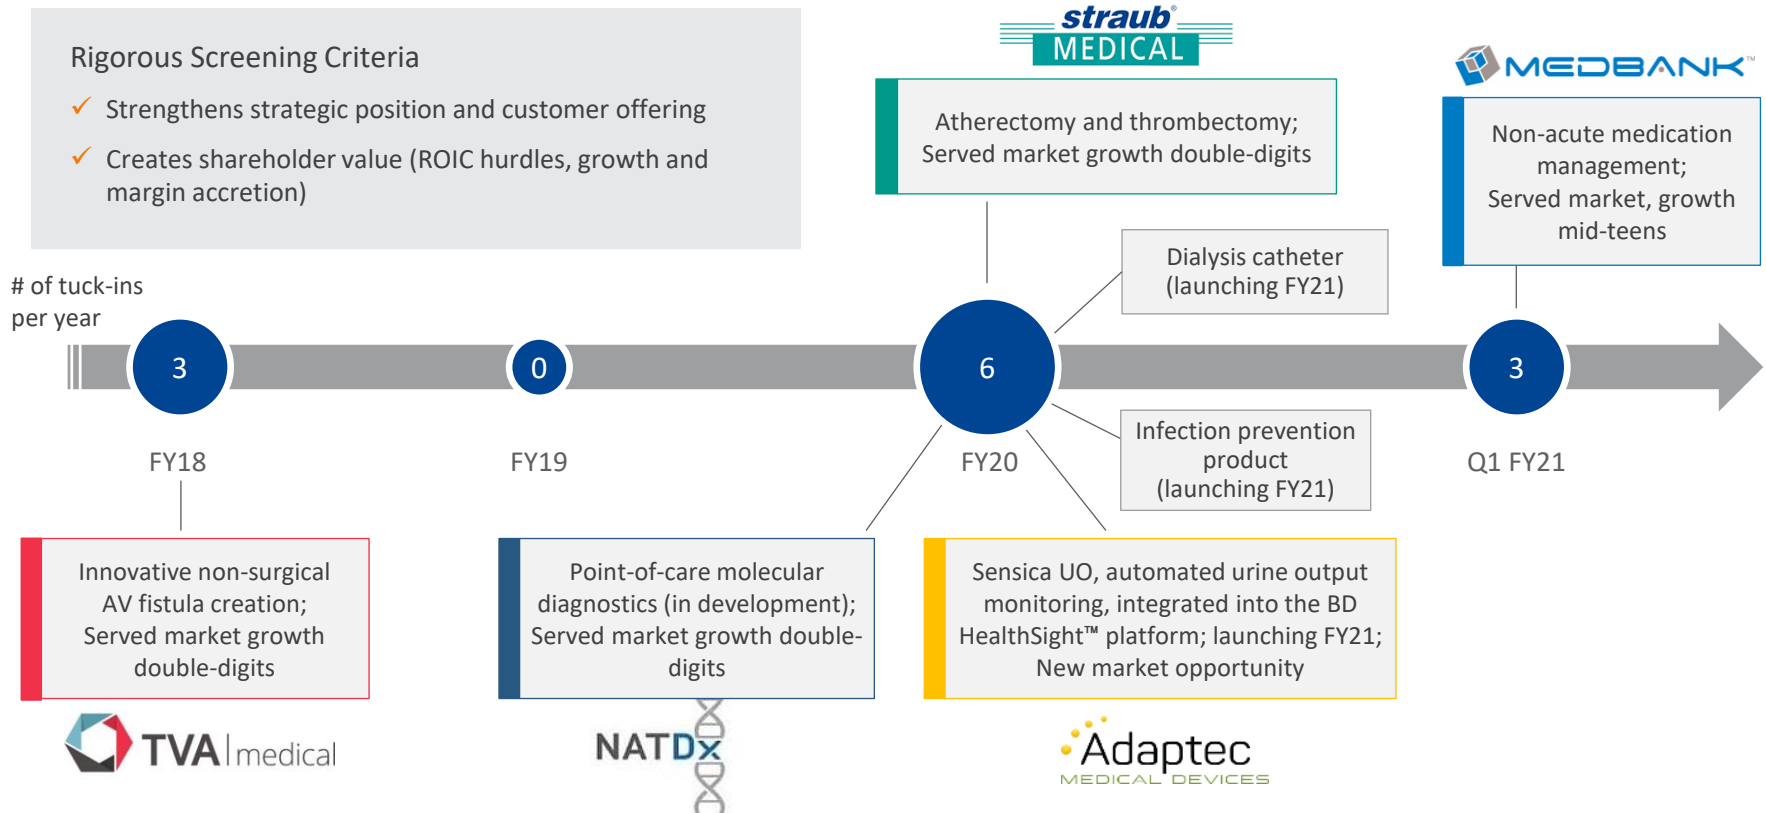 Rigorous Screening Criteria
✓ Strengthens strategic position and customer offering
✓ Creates shareholder value (ROIC hurdles, growth and
margin accretion)
straub®
MEDICAL
Atherectomy and thrombectomy;
Served market growth double-digits
MEDBANK™
Non-acute medication
management;
Served market, growth
mid-teens
Dialysis catheter
(launching FY21)
# of tuck-ins
per year
3
0
6
3
FY18
FY19
FY20
Q1 FY21
Infection prevention
product
(launching FY21)
Innovative non-surgical
AV fistula creation;
Served market growth
double-digits
TVA|medical
Point-of-care molecular
diagnostics (in development);
Served market growth double-
digits
NATDx
Sensica UO, automated urine output
monitoring, integrated into the BD
HealthSight™ platform; launching FY21;
New market opportunity
Adaptec
MEDICAL DEVICES